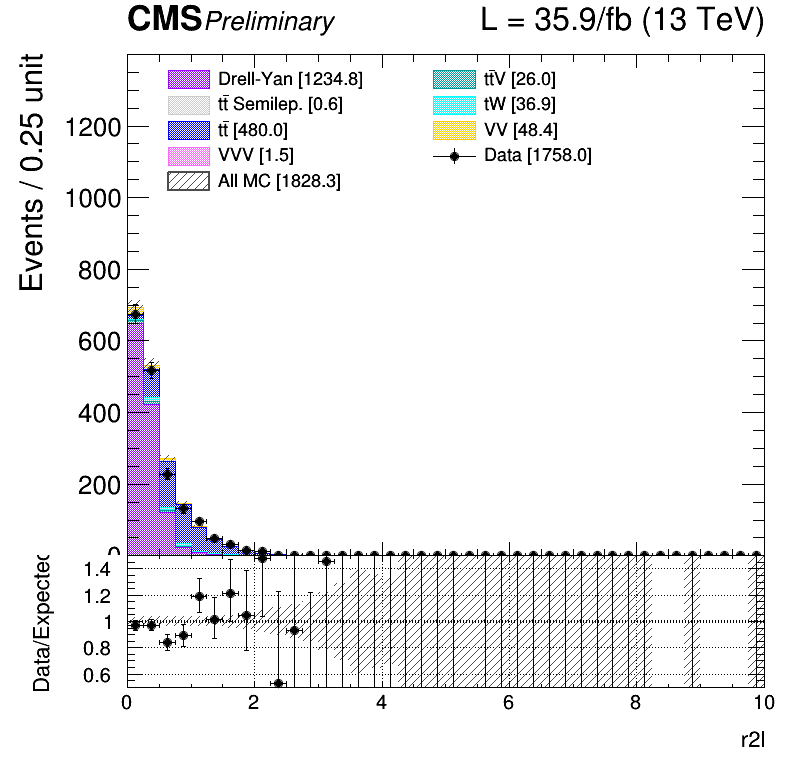 CMS Preliminary L = 35.9/fb (13 TeV)
Events / 0.25 unit
Drell-Yan [1234.8]
tt̄ Semilep. [0.6]
tt̄ [480.0]
VVV [1.5]
All MC [1828.3]
tt̄V [26.0]
tW [36.9]
VV [48.4]
Data [1758.0]
1200
1000
800
600
400
200
0
Data/Expected
1.4
1.2
1
0.8
0.6
0 2 4 6 8 10
r2l